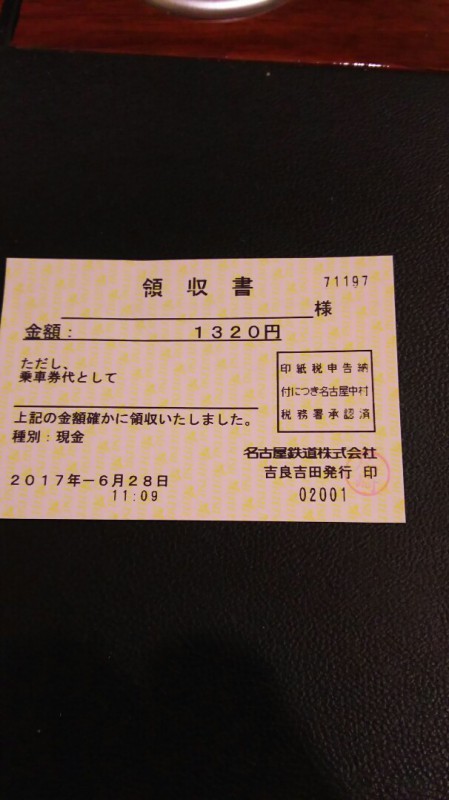 領収書 71197
様
金額： 1320円
ただし、
乗車券代として
印紙税申告納
付につき名古屋中村
税務署承認済
上記の金額確かに領収いたしました。
種別：現金
名古屋鉄道株式会社
吉良吉田発行 印
2017年-6月28日
11:09
02001